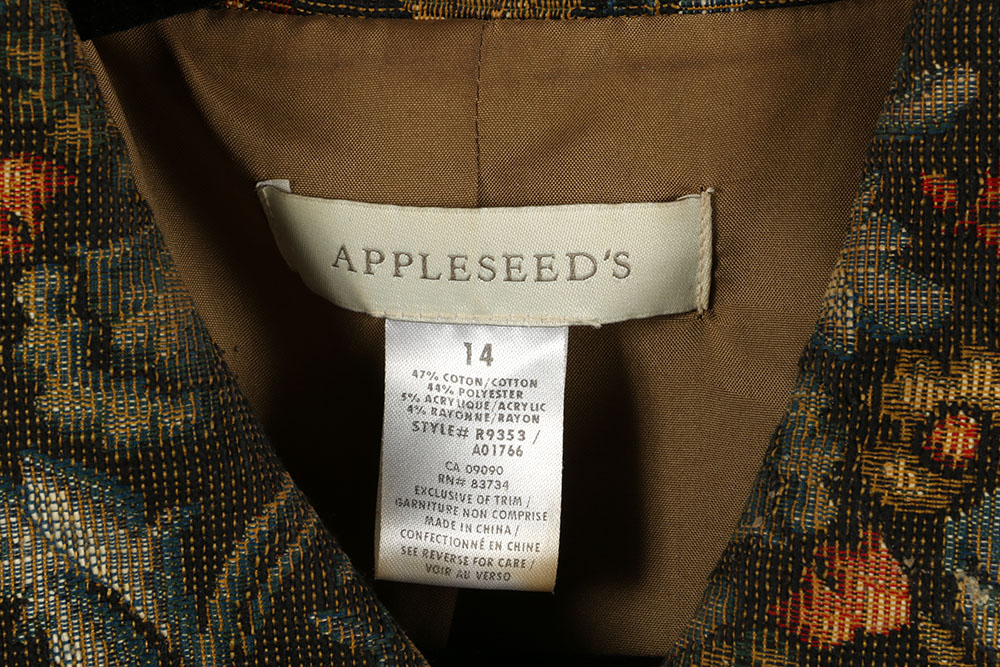 APPLESEED'S
14
47% COTON/COTTON
44% POLYESTER
5% ACRYLIQUE/ACRYLIC
4% RAYONNE/RAYON
STYLE# R9353 /
A01766
CA 09090
RN# 83734
EXCLUSIVE OF TRIM /
GARNITURE NON COMPRISE
MADE IN CHINA /
CONFECTIONNÉ EN CHINE
SEE REVERSE FOR CARE /
VOIR AU VERSO